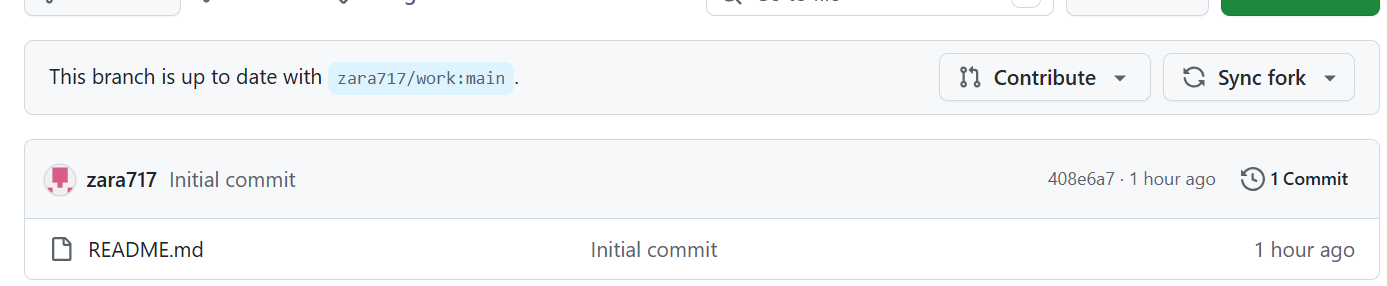 This branch is up to date with zara717/work:main.
Contribute
Sync fork
zara717 Initial commit
408e6a7 · 1 hour ago
1 Commit
README.md
Initial commit
1 hour ago